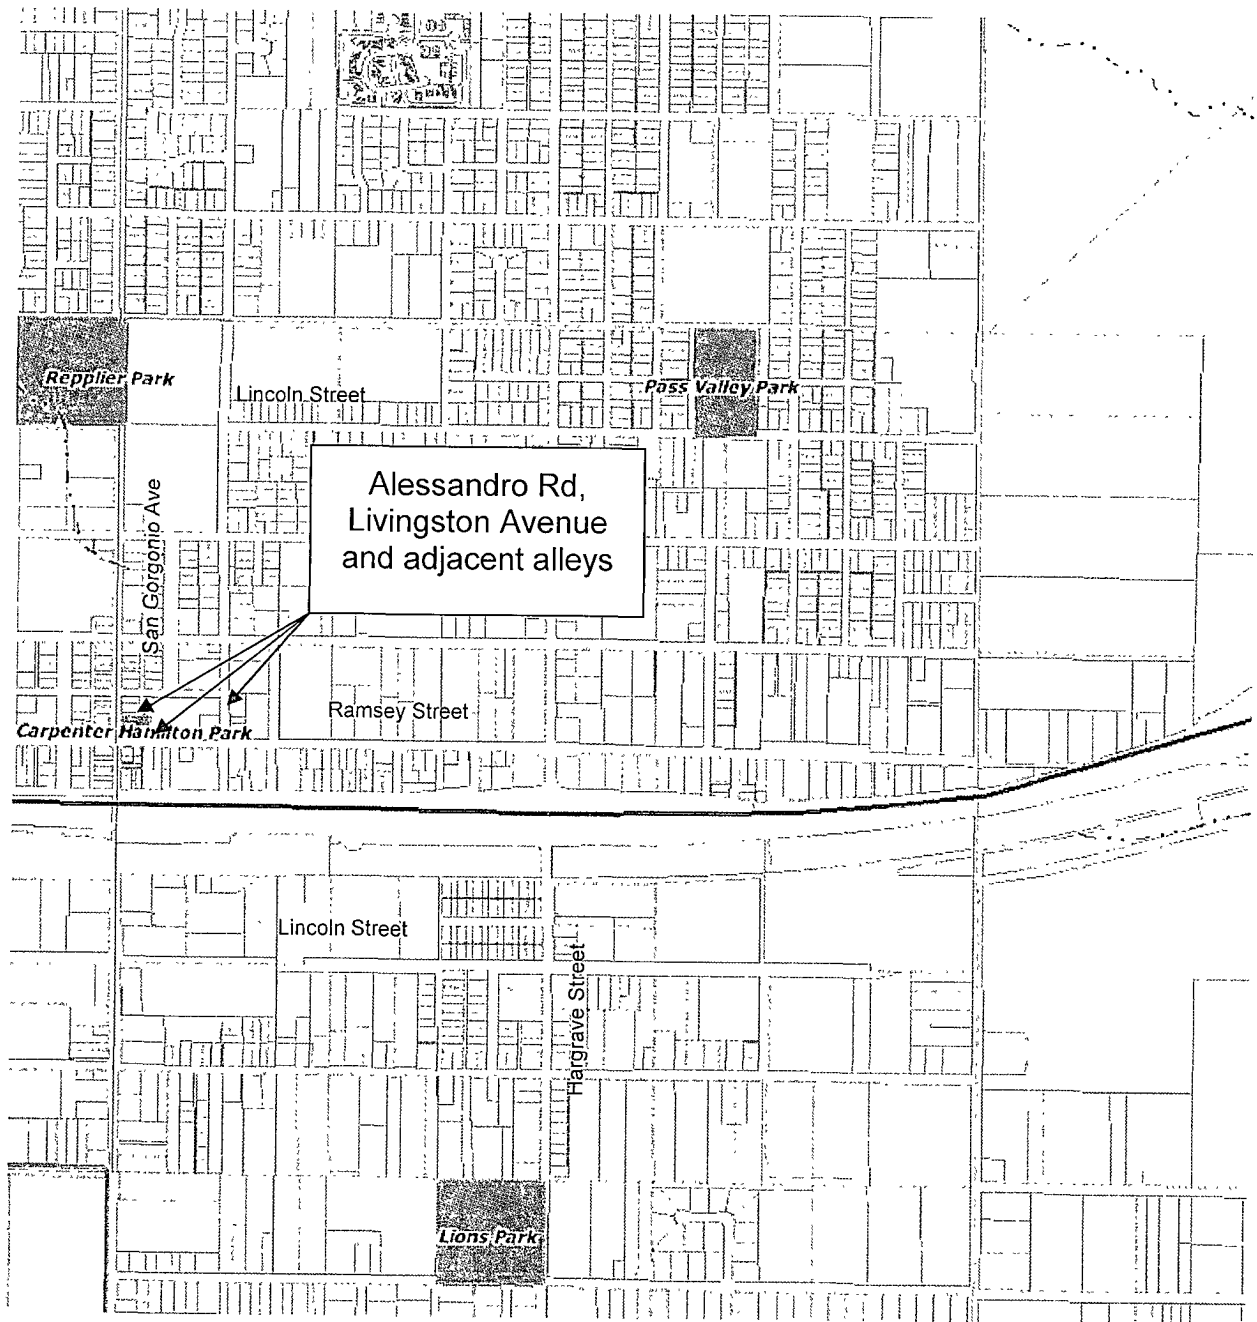 Repplier Park
Lincoln Street
Pass Valley Park
Alessandro Rd,
Livingston Avenue
and adjacent alleys
San Gorgonio Ave
Ramsey Street
Carpenter Hamilton Park
Lincoln Street
Hargrave Street
Lions Park